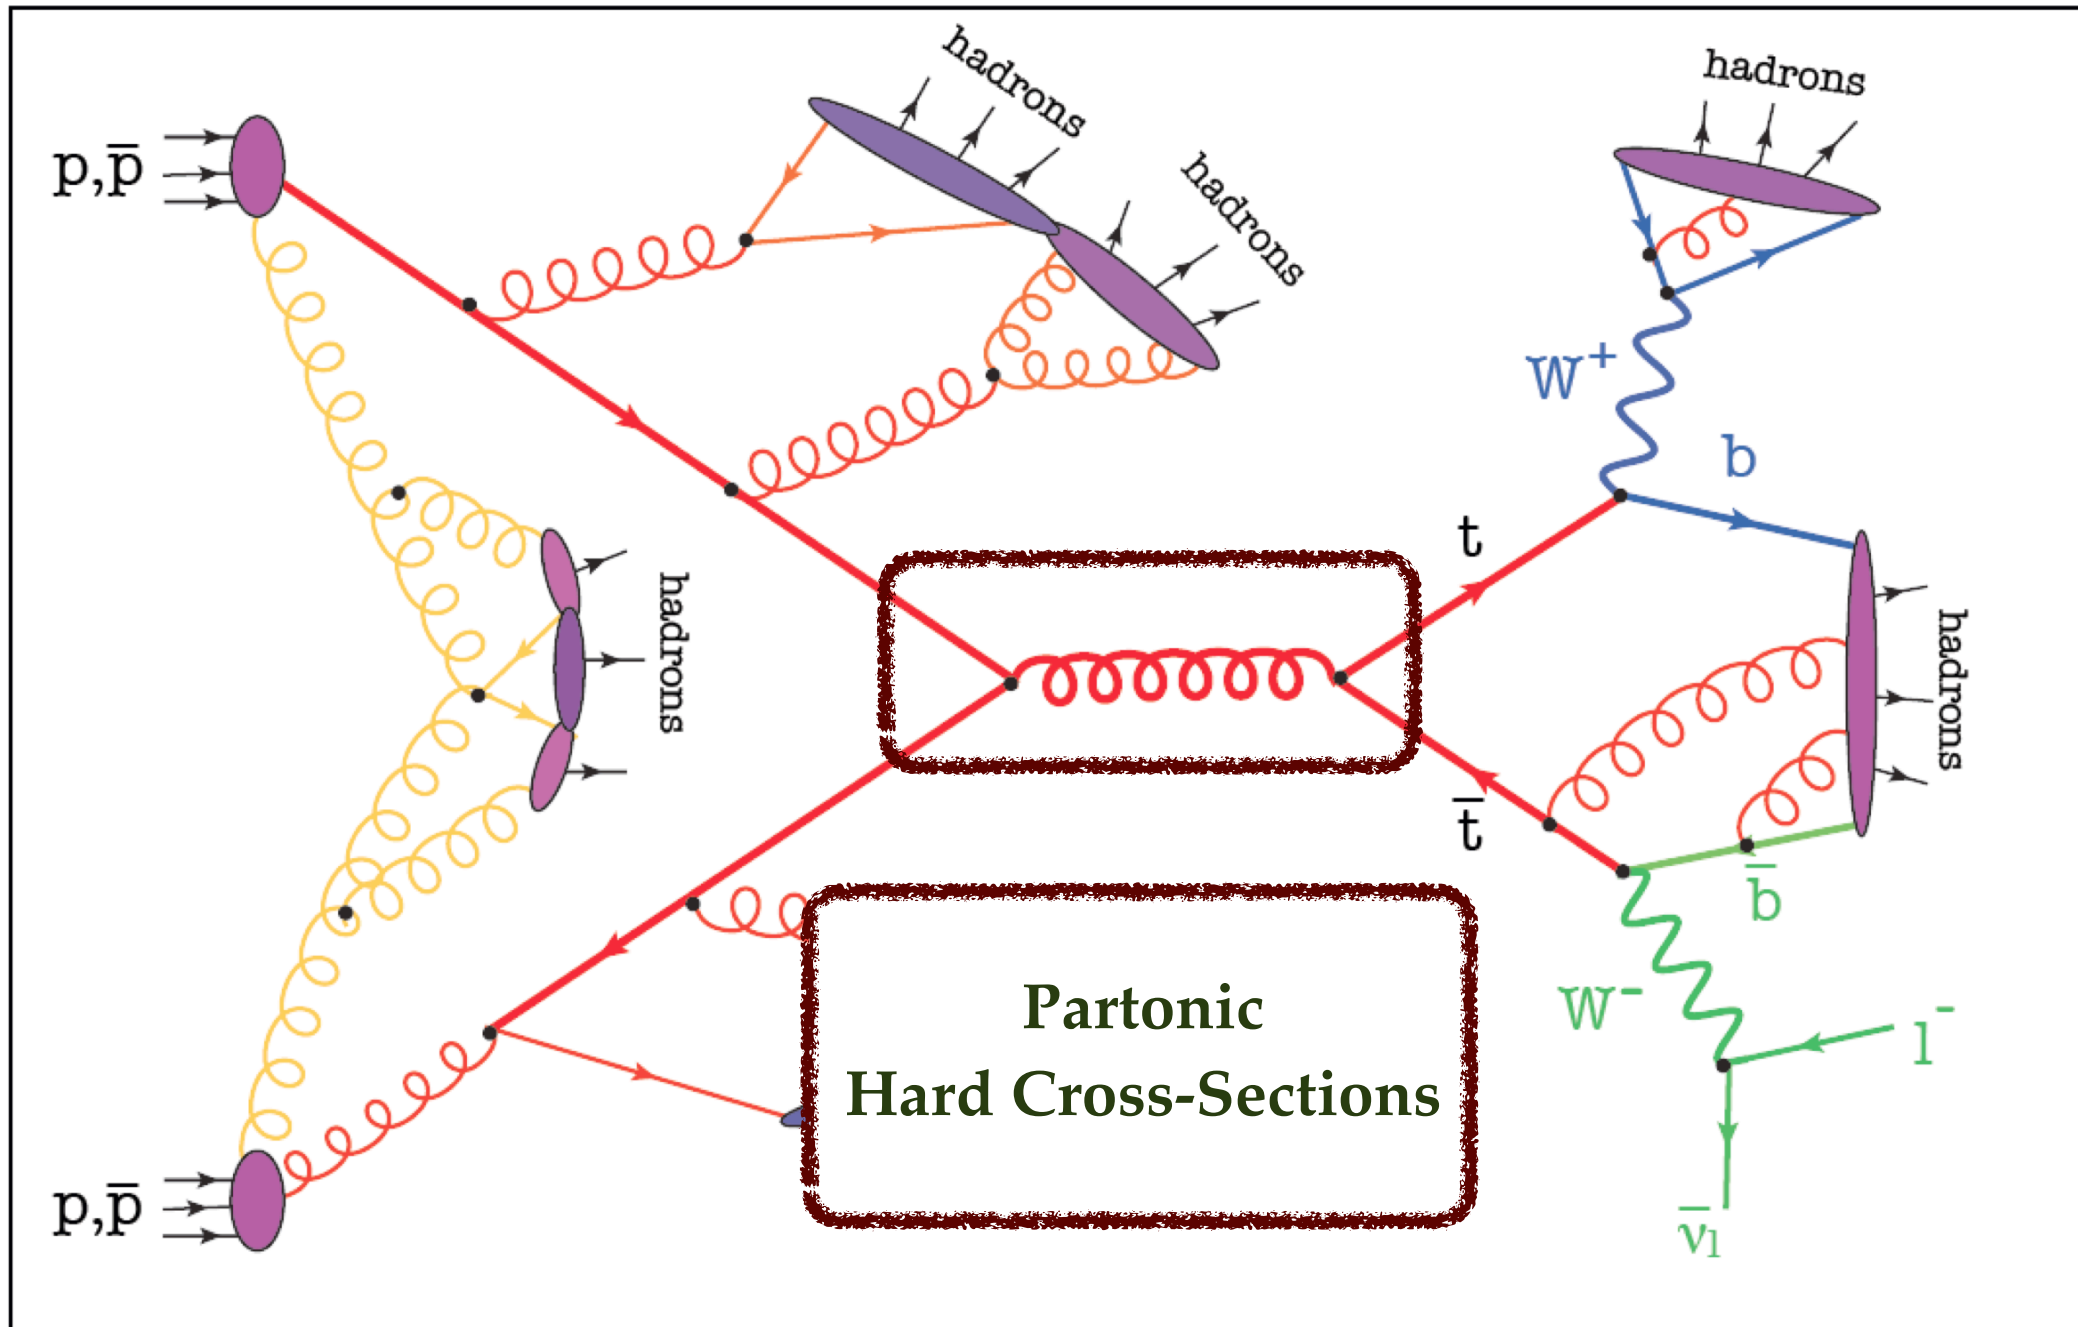 hadrons
hadrons
p,p̅
hadrons
W⁺
b
t
hadrons
hadrons
t̅
b̅
Partonic
Hard Cross-Sections
W⁻
l⁻
p,p̅
ν̅l